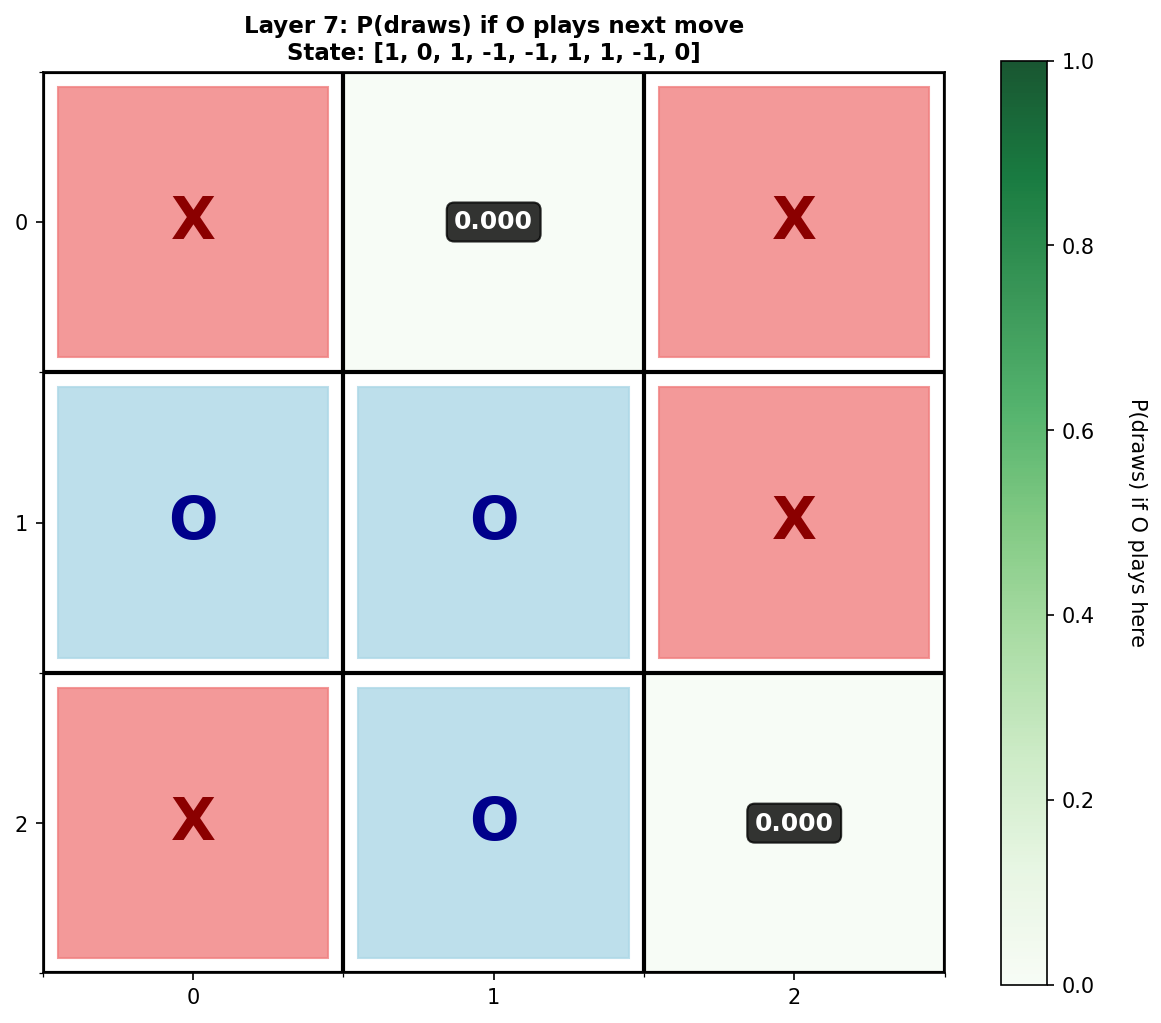 Layer 7: P(draws) if O plays next move
State: [1, 0, 1, -1, -1, 1, 1, -1, 0]
1.0
0.8
0.6
0.4
0.2
0.0
P(draws) if O plays here
0
X
0.000
X
1
O
O
X
2
X
O
0.000
0
1
2